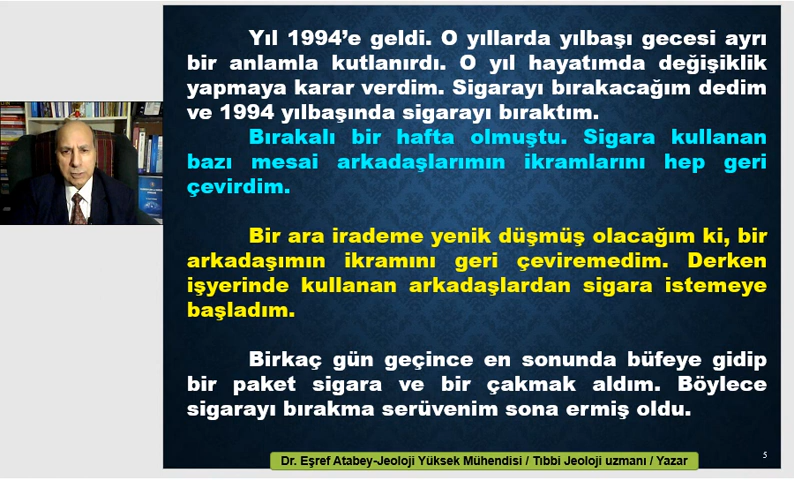 Yıl 1994’e geldi. O yıllarda yılbaşı gecesi ayrı
bir anlamla kutlanırdı. O yıl hayatımda değişiklik
yapmaya karar verdim. Sigarayı bırakacağım dedim
ve 1994 yılbaşında sigarayı bıraktım.
Bırakalı bir hafta olmuştu. Sigara kullanan
bazı mesai arkadaşlarımın ikramlarını hep geri
çevirdim.
Bir ara irademe yenik düşmüş olacağım ki, bir
arkadaşımın ikramını geri çeviremedim. Derken
işyerinde kullanan arkadaşlardan sigara istemeye
başladım.
Birkaç gün geçince en sonunda büfeye gidip
bir paket sigara ve bir çakmak aldım. Böylece
sigarayı bırakma serüvenim sona ermiş oldu.
Dr. Eşref Atabey-Jeoloji Yüksek Mühendisi / Tıbbi Jeoloji uzmanı / Yazar
5